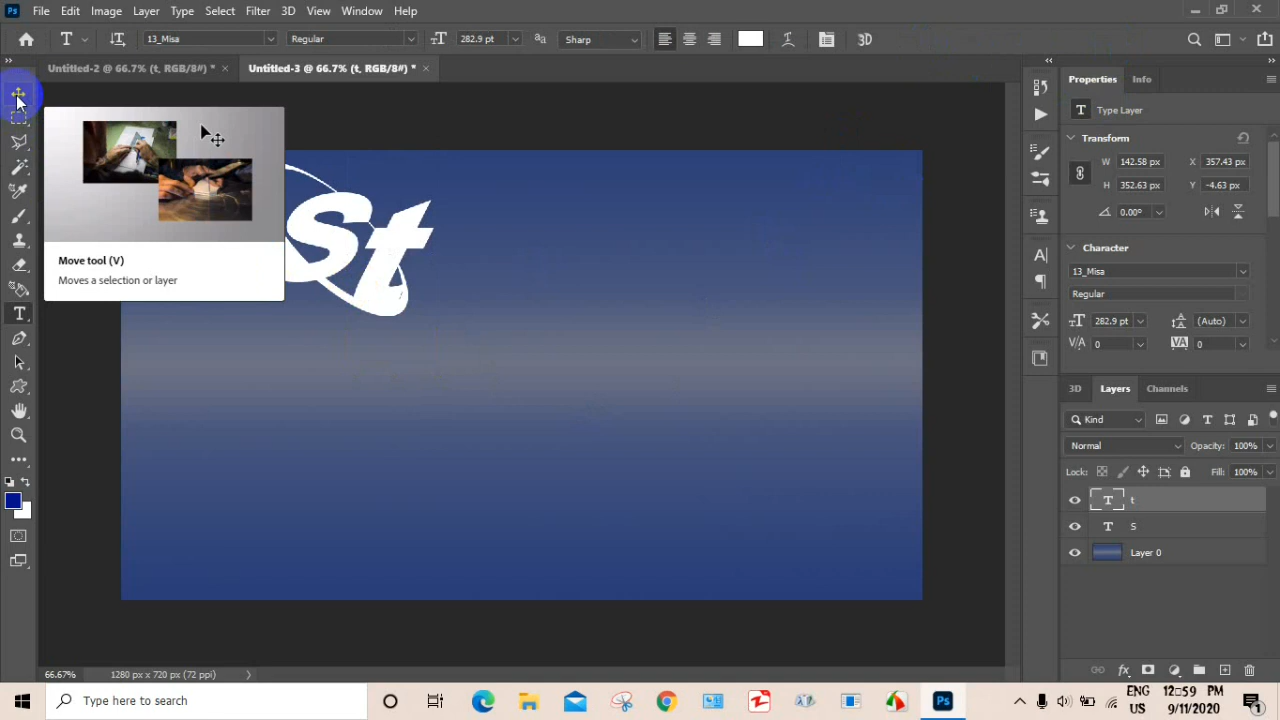 Ps File Edit Image Layer Type Select Filter 3D View Window Help
T 13_Misa Regular 282.9 pt aa Sharp 3D
Untitled-2 @ 66.7% (t, RGB/8#) * × Untitled-3 @ 66.7% (t, RGB/8#) * ×
Properties Info
T Type Layer
Transform
W 142.58 px X 357.43 px
H 352.63 px Y -4.63 px
0.00°
Character
13_Misa
Regular
282.9 pt (Auto)
0 0
Move tool (V)
Moves a selection or layer
St
3D Layers Channels
Kind
Normal Opacity: 100%
Lock: Fill: 100%
T t
T S
Layer 0
66.67% 1280 px x 720 px (72 ppi)
Type here to search
ENG
US
12:59 PM
9/11/2020
1